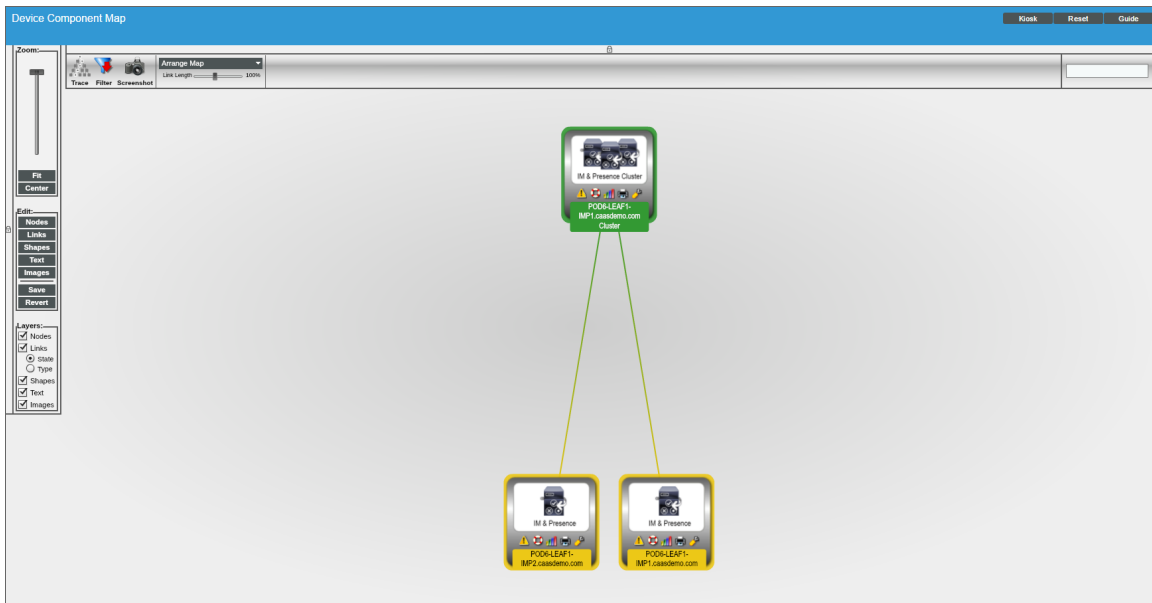 Device Component Map
Kiosk
Reset
Guide
Zoom:
Fit
Center
Edit:
Nodes
Links
Shapes
Text
Images
Save
Revert
Layers:
Nodes
Links
State
Type
Shapes
Text
Images
Trace
Filter
Screenshot
Arrange Map
Link Length
100%
IM & Presence Cluster
POD6-LEAF1-
IMP1.caasdemo.com
Cluster
IM & Presence
POD6-LEAF1-
IMP2.caasdemo.com
IM & Presence
POD6-LEAF1-
IMP1.caasdemo.com